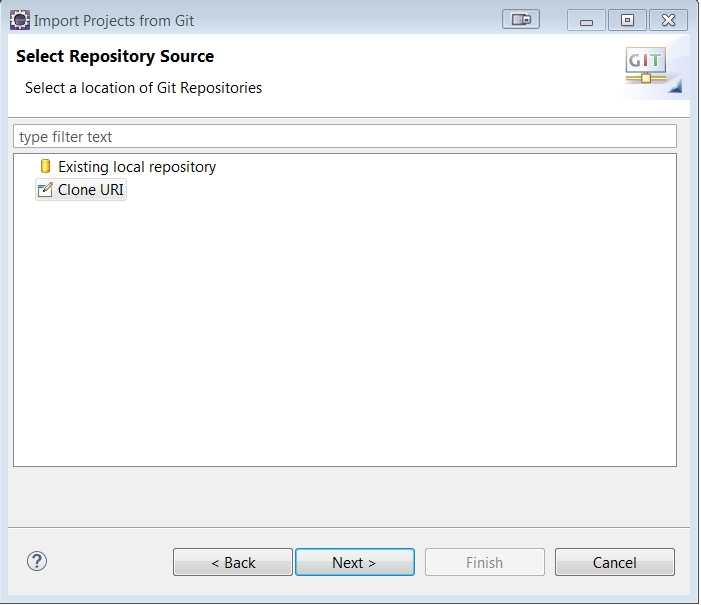 Import Projects from Git
Select Repository Source
Select a location of Git Repositories
GIT
type filter text
Existing local repository
Clone URI
?
< Back
Next >
Finish
Cancel